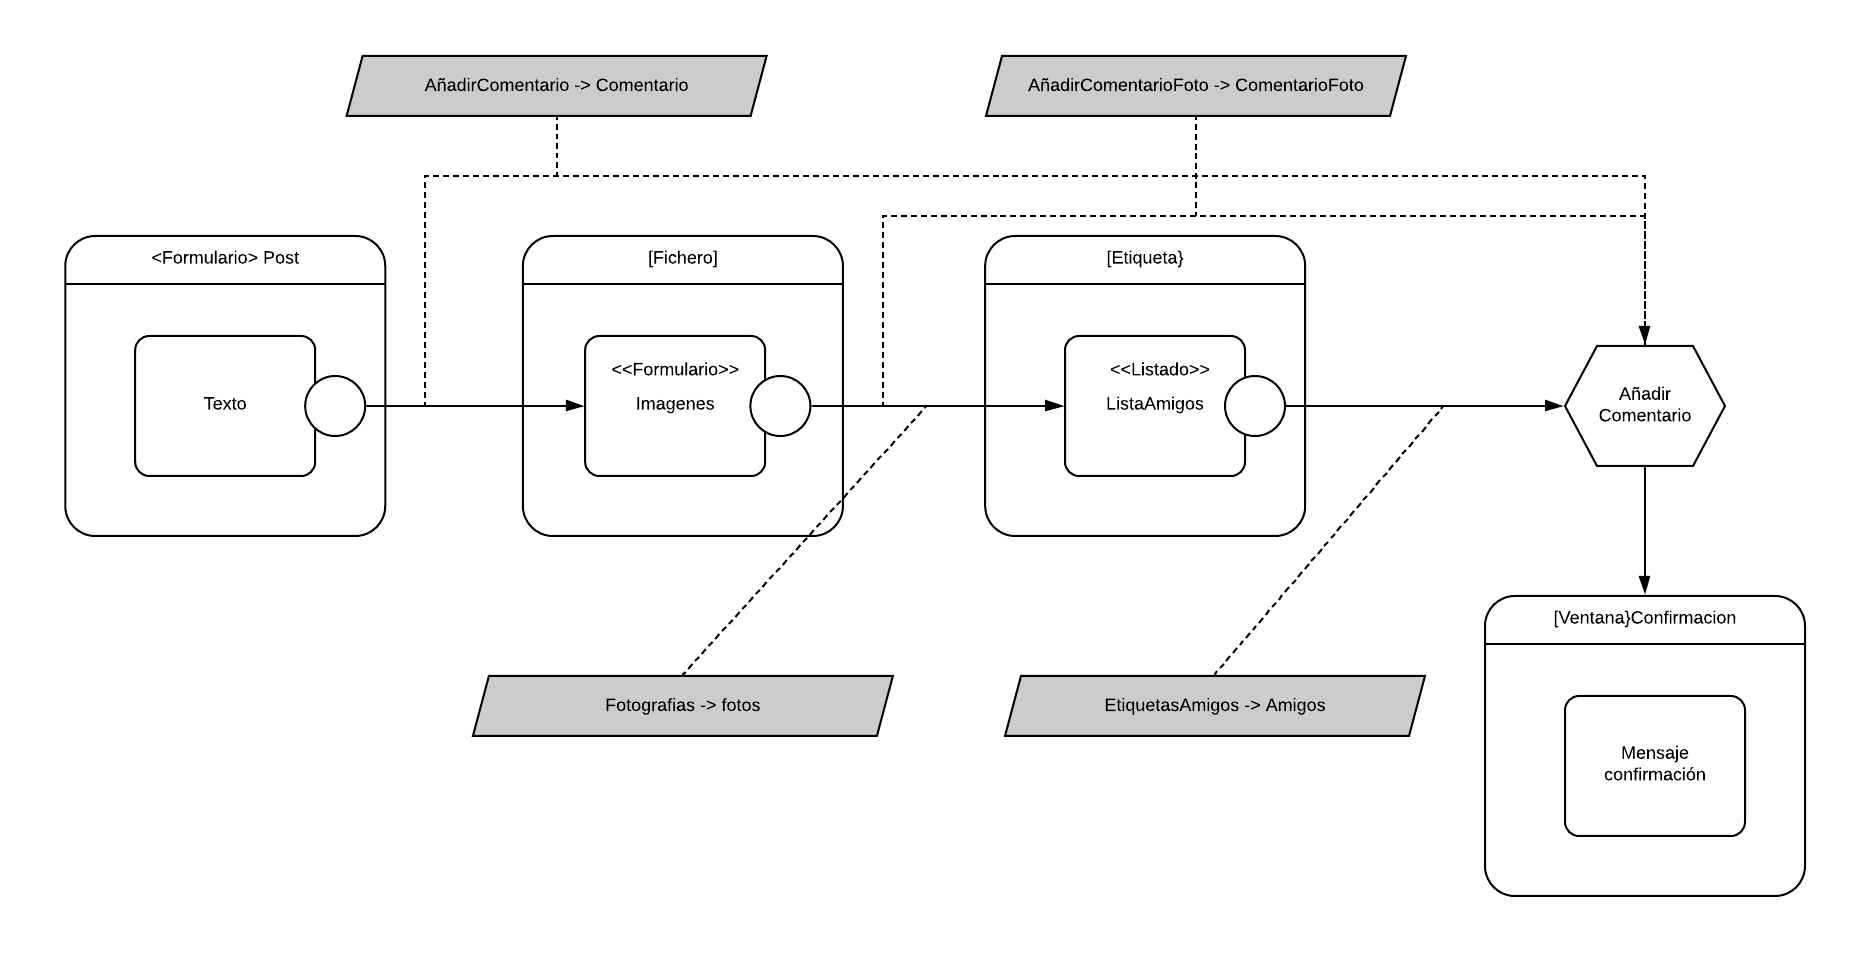 AñadirComentario -> Comentario
AñadirComentarioFoto -> ComentarioFoto
<Formulario> Post
[Fichero]
[Etiqueta}
Texto
<<Formulario>>
Imagenes
<<Listado>>
ListaAmigos
Añadir
Comentario
[Ventana}Confirmacion
Fotografias -> fotos
EtiquetasAmigos -> Amigos
Mensaje
confirmación